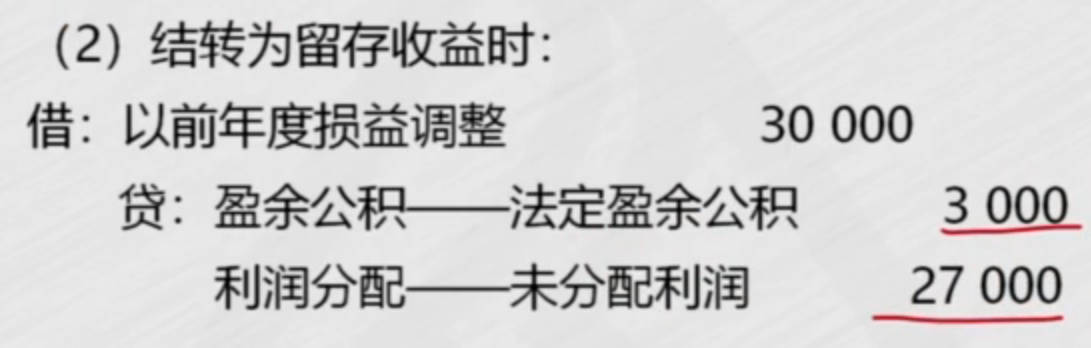 （2）结转为留存收益时：
借：以前年度损益调整 30 000
贷：盈余公积——法定盈余公积 3 000
利润分配——未分配利润 27 000